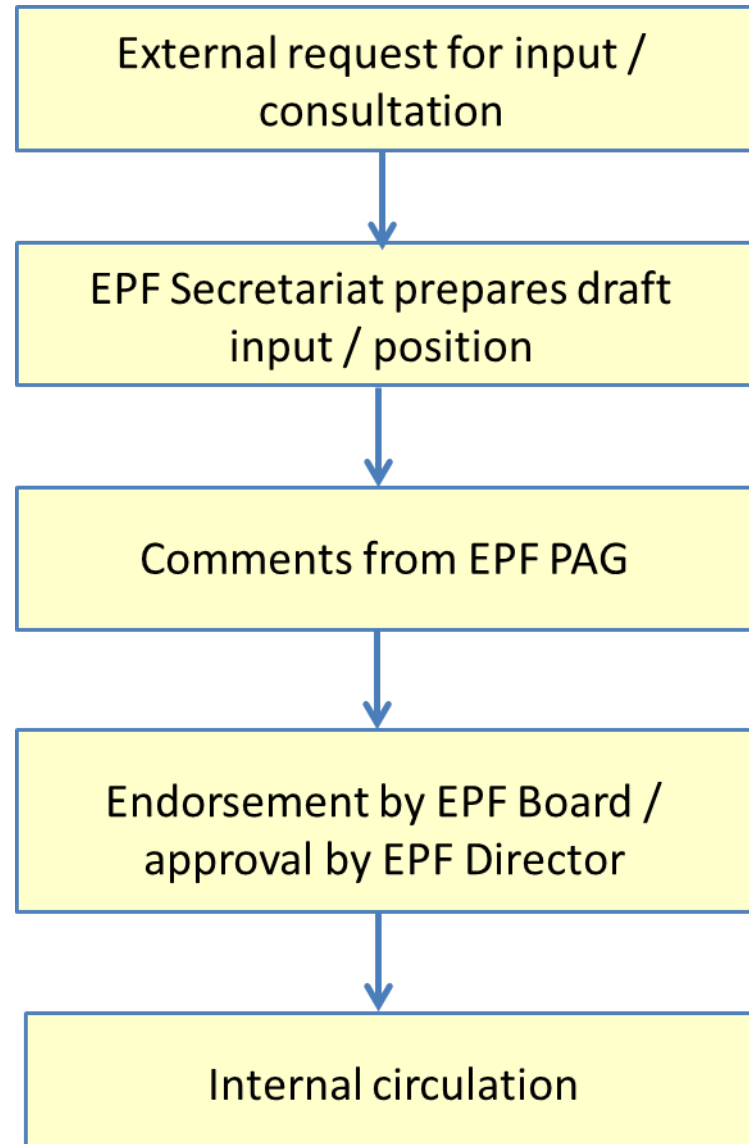 External request for input /
consultation
EPF Secretariat prepares draft
input / position
Comments from EPF PAG
Endorsement by EPF Board /
approval by EPF Director
Internal circulation